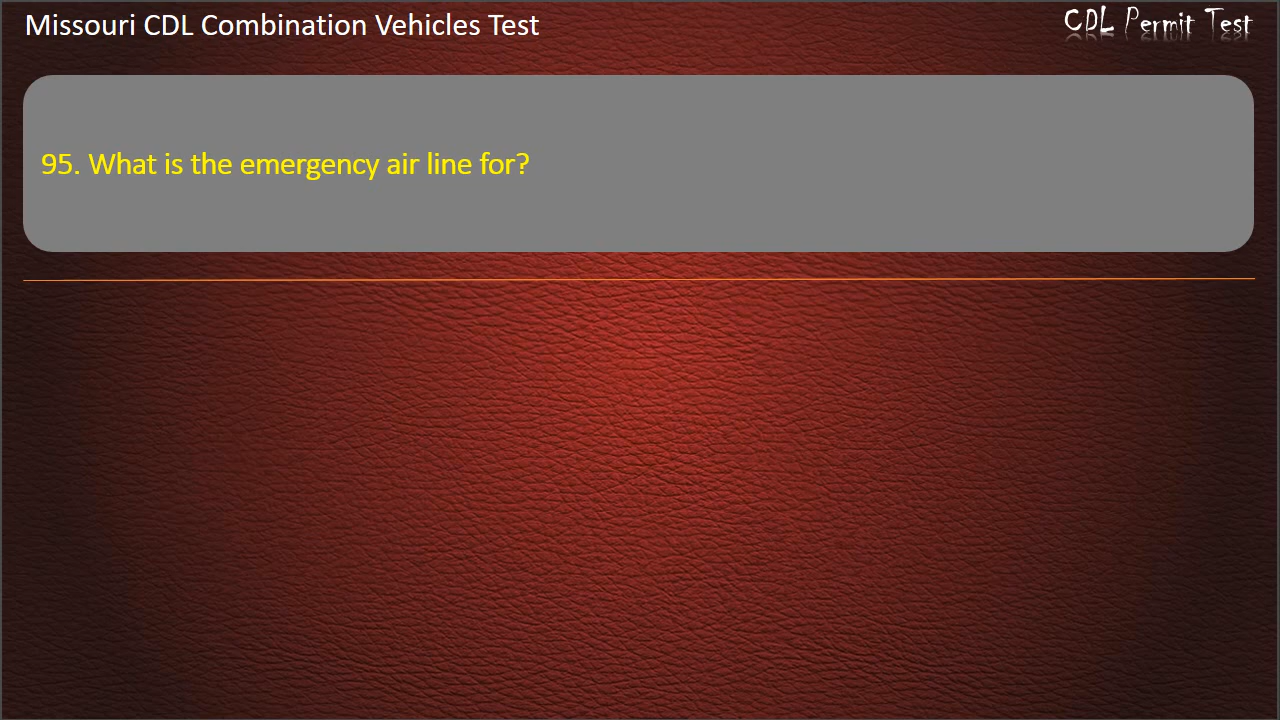 Missouri CDL Combination Vehicles Test
CDL Permit Test
95. What is the emergency air line for?